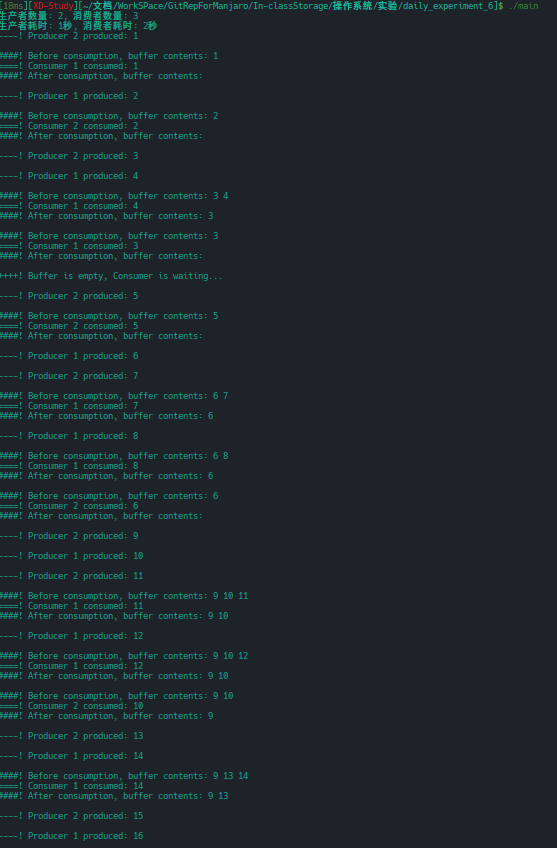 [18ms][XD-Study][~/文档/WorkSPace/GitRepForManjaro/In-classStorage/操作系统/实验/daily_experiment_6]$ ./main
生产者数量: 2, 消费者数量: 3
生产者耗时: 1秒, 消费者耗时: 2秒
----! Producer 2 produced: 1
####! Before consumption, buffer contents: 1
====! Consumer 1 consumed: 1
####! After consumption, buffer contents:
----! Producer 1 produced: 2
####! Before consumption, buffer contents: 2
====! Consumer 2 consumed: 2
####! After consumption, buffer contents:
----! Producer 2 produced: 3
----! Producer 1 produced: 4
####! Before consumption, buffer contents: 3 4
====! Consumer 1 consumed: 4
####! After consumption, buffer contents: 3
####! Before consumption, buffer contents: 3
====! Consumer 1 consumed: 3
####! After consumption, buffer contents:
++++! Buffer is empty, Consumer is waiting...
----! Producer 2 produced: 5
####! Before consumption, buffer contents: 5
====! Consumer 2 consumed: 5
####! After consumption, buffer contents:
----! Producer 1 produced: 6
----! Producer 2 produced: 7
####! Before consumption, buffer contents: 6 7
====! Consumer 1 consumed: 7
####! After consumption, buffer contents: 6
----! Producer 1 produced: 8
####! Before consumption, buffer contents: 6 8
====! Consumer 1 consumed: 8
####! After consumption, buffer contents: 6
####! Before consumption, buffer contents: 6
====! Consumer 2 consumed: 6
####! After consumption, buffer contents:
----! Producer 2 produced: 9
----! Producer 1 produced: 10
----! Producer 2 produced: 11
####! Before consumption, buffer contents: 9 10 11
====! Consumer 1 consumed: 11
####! After consumption, buffer contents: 9 10
----! Producer 1 produced: 12
####! Before consumption, buffer contents: 9 10 12
====! Consumer 1 consumed: 12
####! After consumption, buffer contents: 9 10
####! Before consumption, buffer contents: 9 10
====! Consumer 2 consumed: 10
####! After consumption, buffer contents: 9
----! Producer 2 produced: 13
----! Producer 1 produced: 14
####! Before consumption, buffer contents: 9 13 14
====! Consumer 1 consumed: 14
####! After consumption, buffer contents: 9 13
----! Producer 2 produced: 15
----! Producer 1 produced: 16